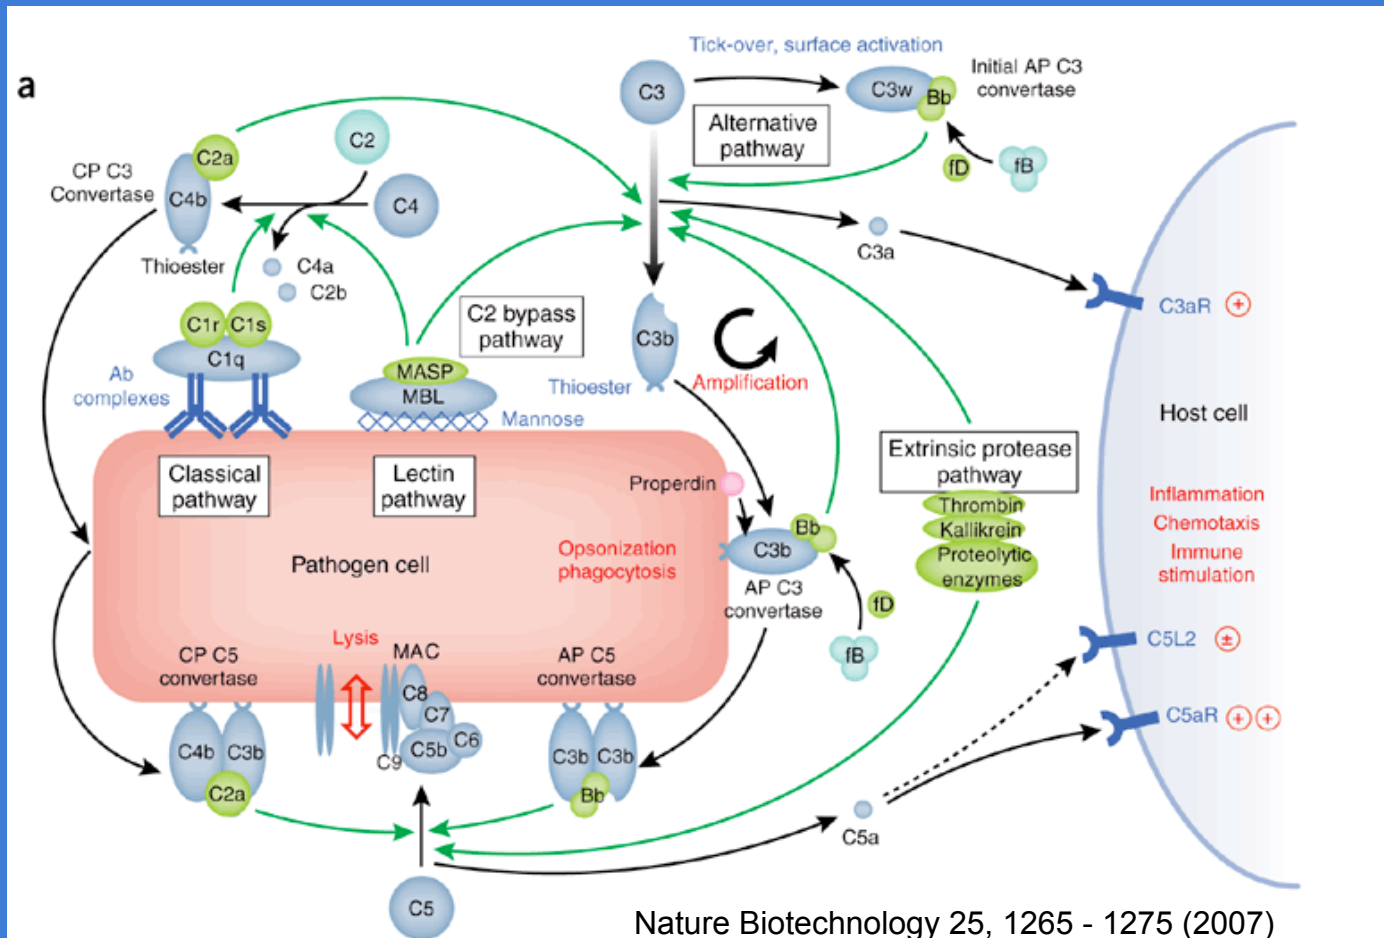 a
Tick-over, surface activation
C3
C3w
Bb
Initial AP C3
convertase
Alternative
pathway
fD
fB
C2a
C2
CP C3
Convertase
C4b
C4
Thioester
C4a
C2b
C3a
C3aR
+
C1r
C1s
C1q
C2 bypass
pathway
C3b
Ab
complexes
MASP
MBL
Mannose
Thioester
Amplification
Host cell
Classical
pathway
Lectin
pathway
Properdin
Extrinsic protease
pathway
Thrombin
Kallikrein
Proteolytic
enzymes
Inflammation
Chemotaxis
Immune
stimulation
Pathogen cell
Opsonization
phagocytosis
Bb
C3b
AP C3
convertase
fD
fB
Lysis
MAC
CP C5
convertase
AP C5
convertase
C5L2
±
C8
C7
C6
C5b
C9
C4b
C3b
C2a
C3b
C3b
Bb
C5aR
+ +
C5a
C5
Nature Biotechnology 25, 1265 - 1275 (2007)